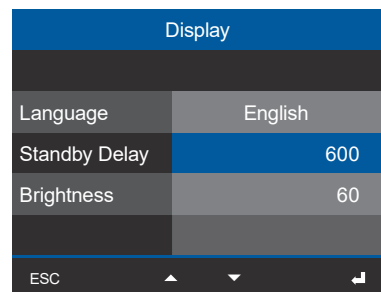 Display
Language English
Standby Delay 600
Brightness 60
ESC